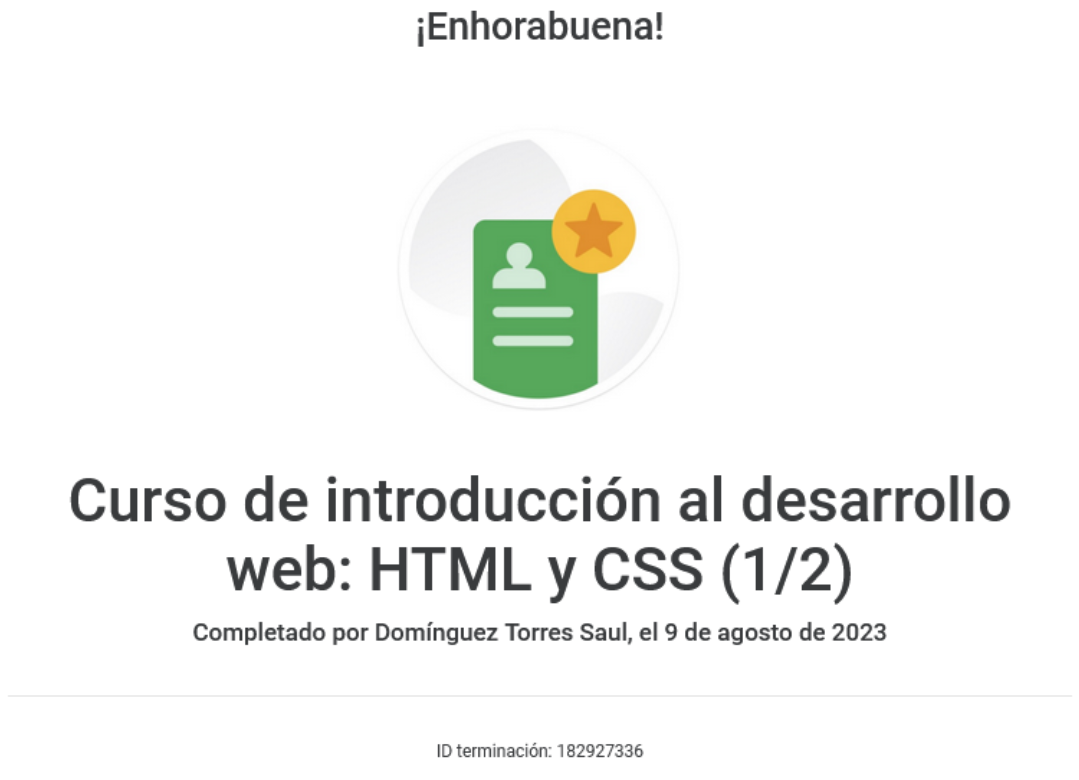 ¡Enhorabuena!
Curso de introducción al desarrollo
web: HTML y CSS (1/2)
Completado por Domínguez Torres Saul, el 9 de agosto de 2023
ID terminación: 182927336